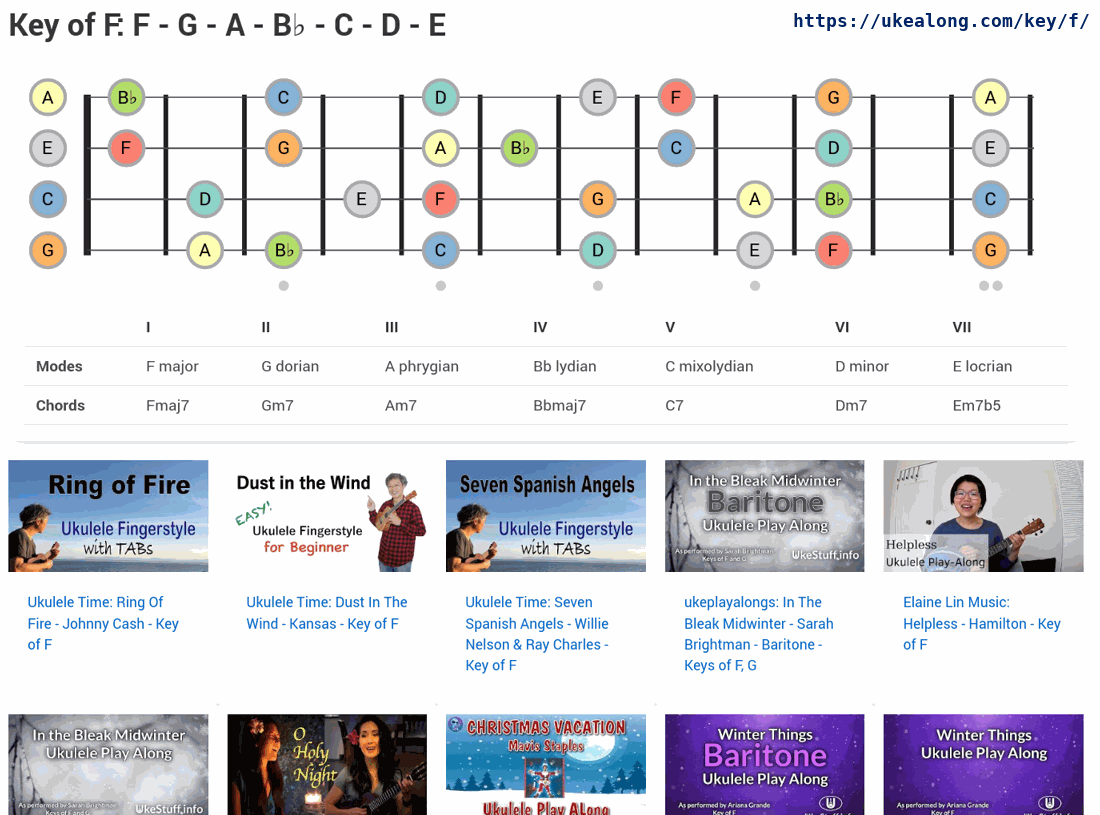 Key of F: F - G - A - B♭ - C - D - E
https://ukealong.com/key/f/
A B♭ C D E F G A
E F G A B♭ C D E
C D E F G A B♭ C
G A B♭ C D E F G
I II III IV V VI VII
Modes F major G dorian A phrygian Bb lydian C mixolydian D minor E locrian
Chords Fmaj7 Gm7 Am7 Bbmaj7 C7 Dm7 Em7b5
Ring of Fire
Ukulele Fingerstyle
with TABs
Dust in the Wind
EASY!
Ukulele Fingerstyle
for Beginner
Seven Spanish Angels
Ukulele Fingerstyle
with TABs
In the Bleak Midwinter
Baritone
Ukulele Play Along
As performed by Sarah Brightman
Keys of F and G
UkeStuff.info
Helpless
Ukulele Play-Along
Ukulele Time: Ring Of
Fire - Johnny Cash - Key
of F
Ukulele Time: Dust In The
Wind - Kansas - Key of F
Ukulele Time: Seven
Spanish Angels - Willie
Nelson & Ray Charles -
Key of F
ukeplayalongs: In The
Bleak Midwinter - Sarah
Brightman - Baritone -
Keys of F, G
Elaine Lin Music:
Helpless - Hamilton - Key
of F
In the Bleak Midwinter
Ukulele Play Along
As performed by Sarah Brightman
Keys of F and G
UkeStuff.info
O
Holy
Night
CHRISTMAS VACATION
Mavis Staples
Ukulele Play ALong
Winter Things
Baritone
Ukulele Play Along
As performed by Ariana Grande
Key of F
Winter Things
Ukulele Play Along
As performed by Ariana Grande
Key of F